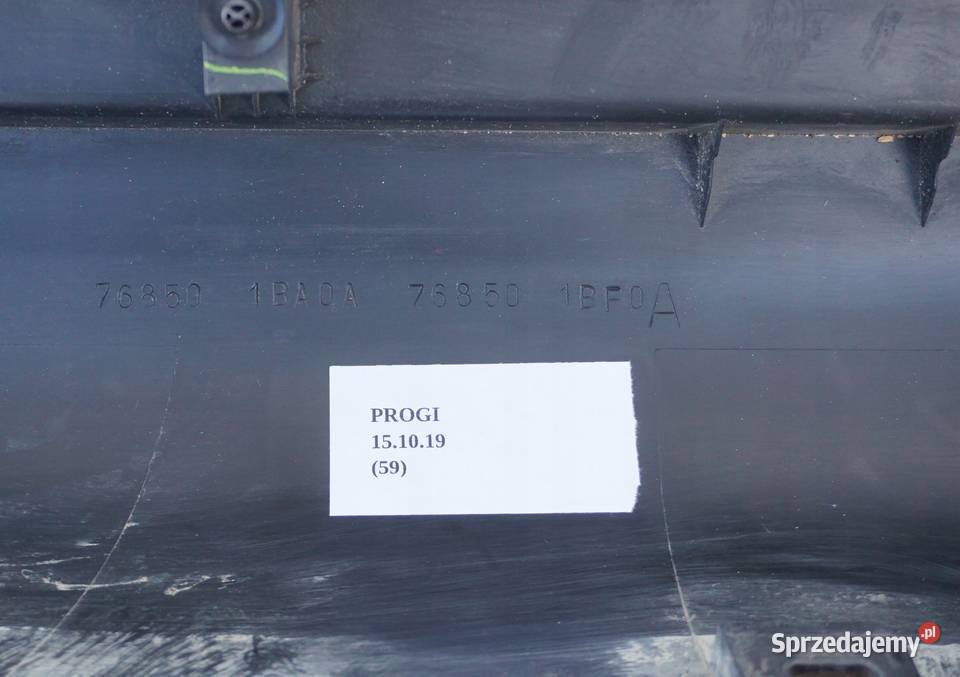 76850 1BA0A 76850 1BF0A
PROGI
15.10.19
(59)
Sprzedajemy.pl